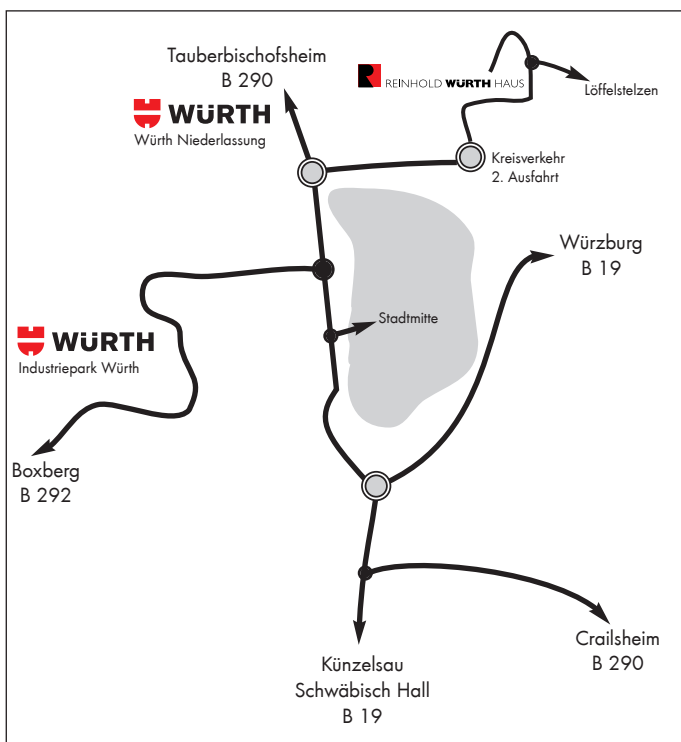 Tauberbischofsheim
B 290
REINHOLD WÜRTH HAUS
Löffelstelzen
WÜRTH
Würth Niederlassung
Kreisverkehr
2. Ausfahrt
Würzburg
B 19
Stadtmitte
WÜRTH
Industriepark Würth
Boxberg
B 292
Crailsheim
B 290
Künzelsau
Schwäbisch Hall
B 19